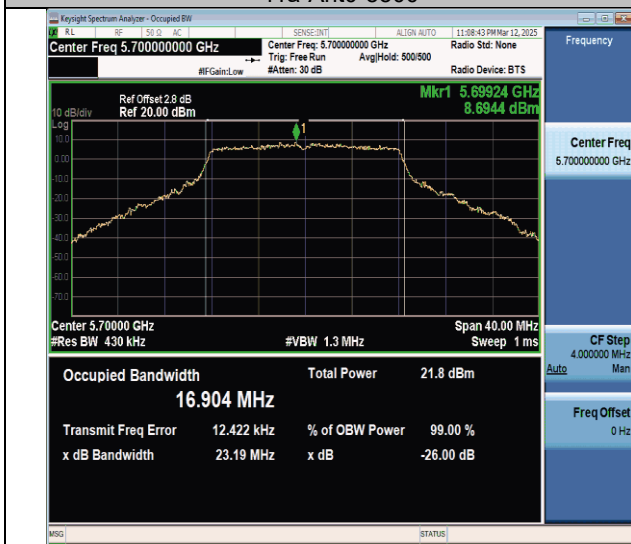 Keysight Spectrum Analyzer - Occupied BW
RL RF 50 Ω AC SENSE:INT ALIGN AUTO 11:08:43 PM Mar 12, 2025
Center Freq 5.700000000 GHz
Center Freq: 5.700000000 GHz
Radio Std: None
Trig: Free Run Avg|Hold: 500/500
#IFGain:Low #Atten: 30 dB
Radio Device: BTS
Frequency
Mkr1 5.69924 GHz
8.6944 dBm
Ref Offset 2.8 dB
10 dB/div Ref 20.00 dBm
Log
10.0
0.00
-10.0
-20.0
-30.0
-40.0
-50.0
-60.0
-70.0
1
Center 5.70000 GHz Span 40.00 MHz
#Res BW 430 kHz #VBW 1.3 MHz Sweep 1 ms
Center Freq
5.700000000 GHz
CF Step
4.000000 MHz
Auto Man
Freq Offset
0 Hz
Occupied Bandwidth Total Power 21.8 dBm
16.904 MHz
Transmit Freq Error 12.422 kHz % of OBW Power 99.00 %
x dB Bandwidth 23.19 MHz x dB -26.00 dB
MSG STATUS